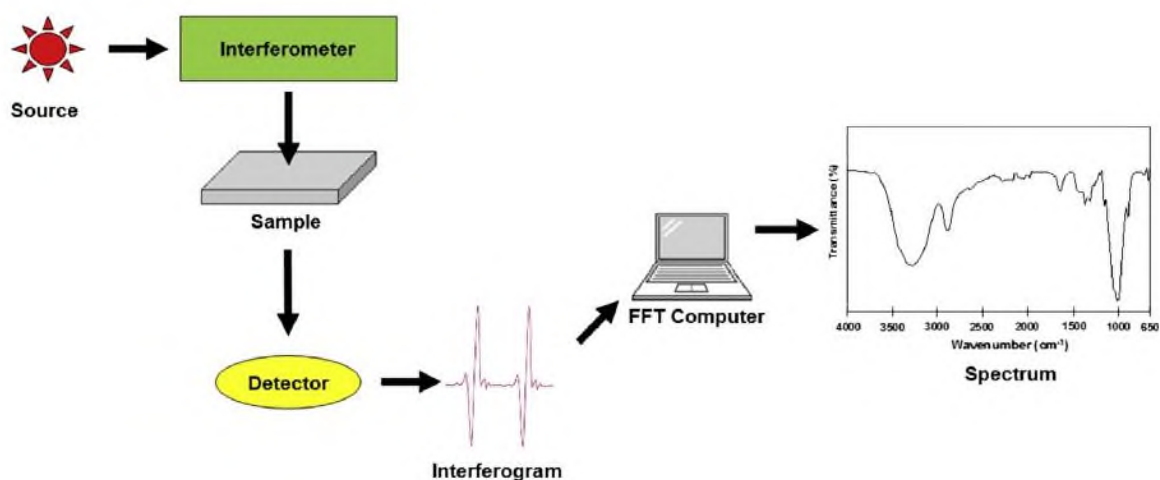 Source
Interferometer
Sample
Detector
Interferogram
FFT Computer
Transmittance (%)
4000 3500 3000 2500 2000 1500 1000 650
Wavenumber (cm⁻¹)
Spectrum